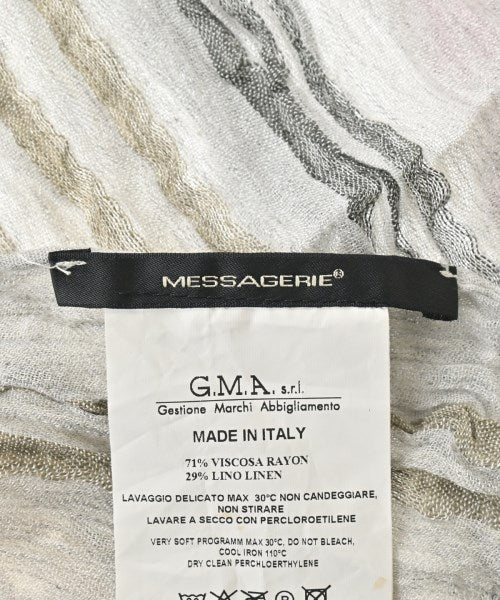 MESSAGERIE®
G.M.A. s.r.l.
Gestione Marchi Abbigliamento
MADE IN ITALY
71% VISCOSA RAYON
29% LINO LINEN
LAVAGGIO DELICATO MAX 30°C NON CANDEGGIARE,
NON STIRARE
LAVARE A SECCO CON PERCLOROETILENE
VERY SOFT PROGRAMM MAX 30°C, DO NOT BLEACH,
COOL IRON 110°C
DRY CLEAN PERCHLOERTHYLENE